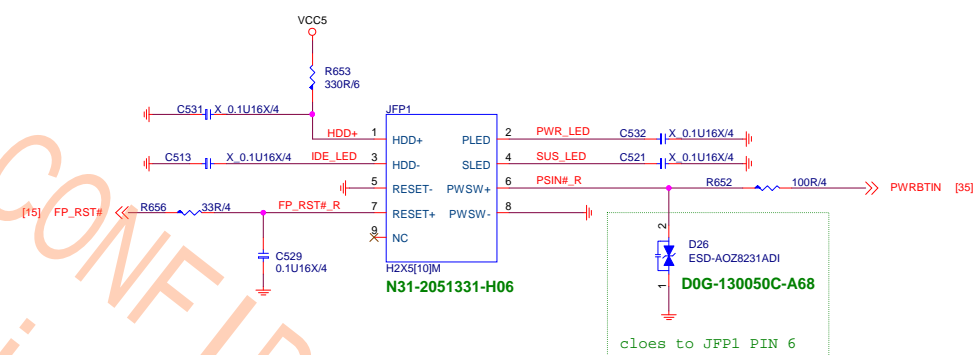 VCC5
R653
330R/6
C531 X_0.1U16X/4
JFP1
HDD+ 1 HDD+ PLED 2 PWR_LED C532 X_0.1U16X/4
C513 X_0.1U16X/4 IDE_LED 3 HDD- SLED 4 SUS_LED C521 X_0.1U16X/4
5 RESET- PWSW+ 6 PSIN#_R R652 100R/4 PWRBTIN [35]
[15] FP_RST# R656 33R/4 FP_RST#_R 7 RESET+ PWSW- 8
9 NC
C529
0.1U16X/4
H2X5[10]M
N31-2051331-H06
2
D26
ESD-AOZ8231ADI
1
D0G-130050C-A68
cloes to JFP1 PIN 6